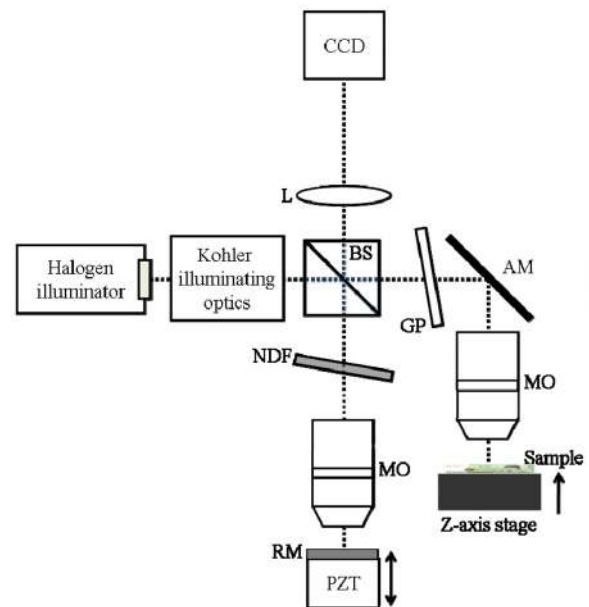 CCD
L
BS
Halogen
illuminator
Kohler
illuminating
optics
AM
GP
NDF
MO
MO
Sample
Z-axis stage
RM
PZT